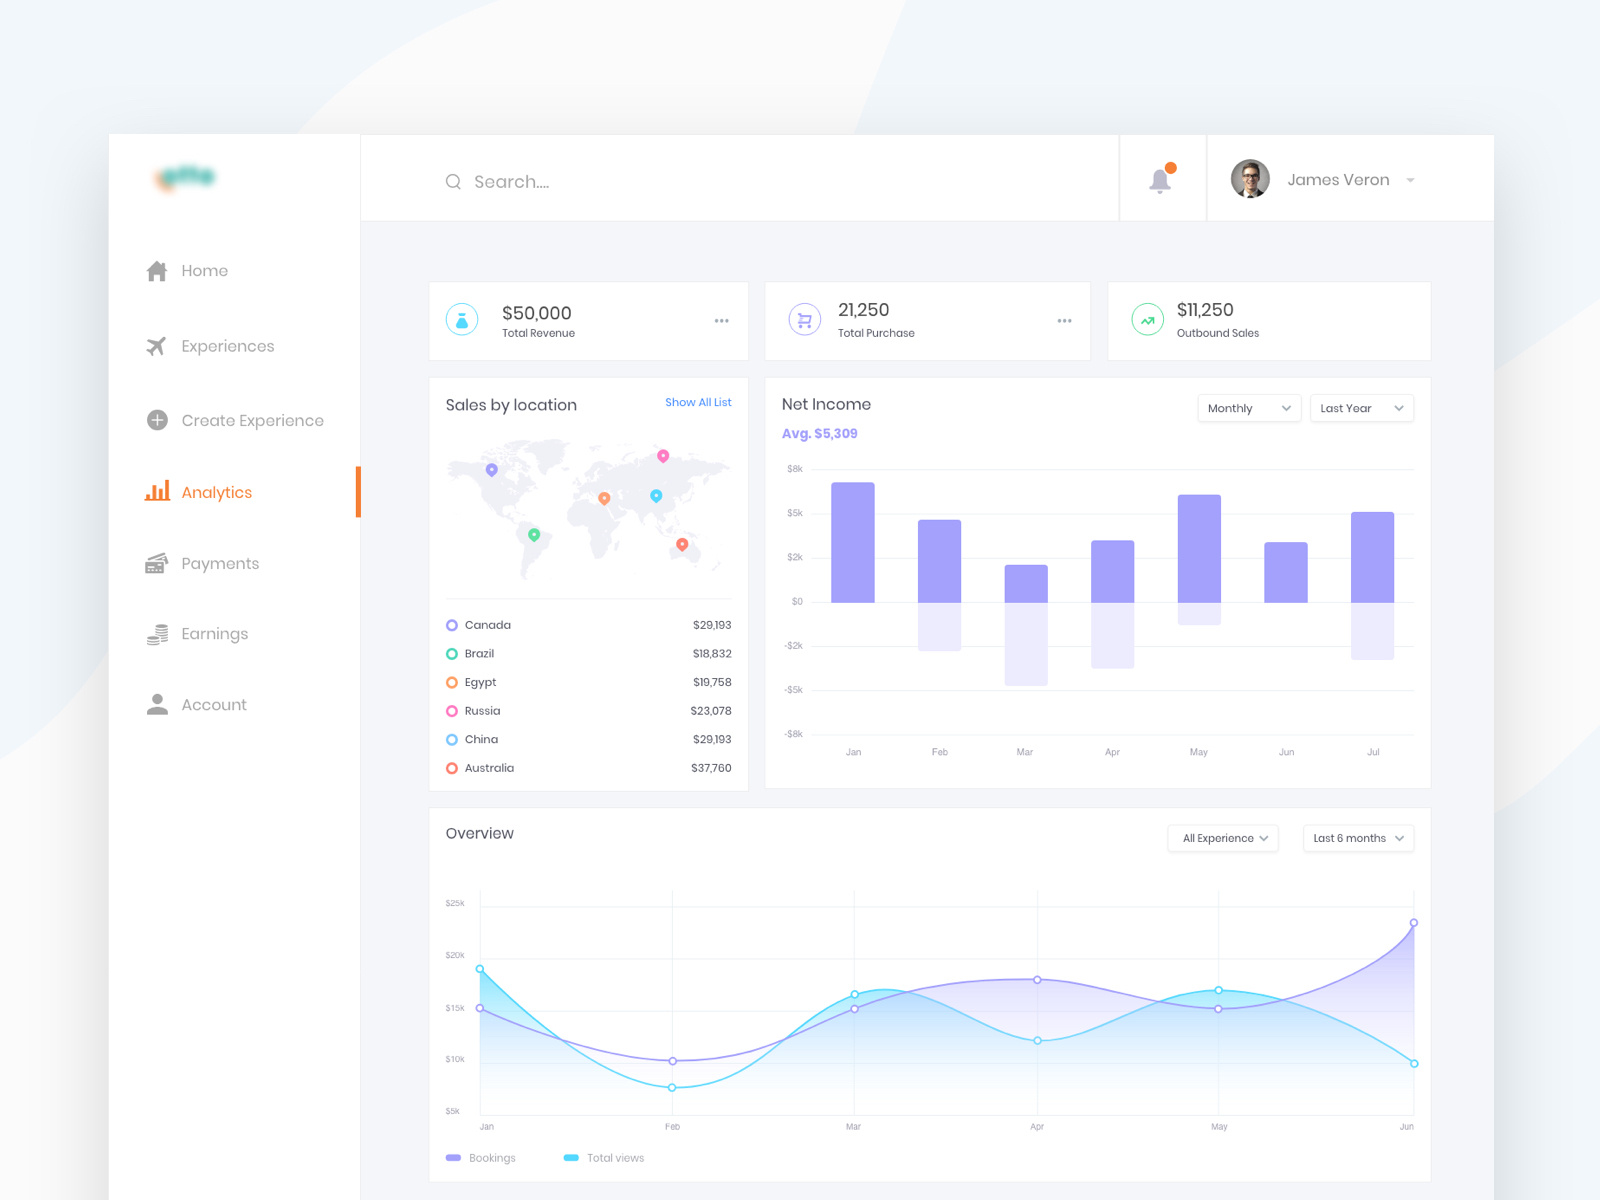 Search....
James Veron
Home
Experiences
Create Experience
Analytics
Payments
Earnings
Account
$50,000
Total Revenue
21,250
Total Purchase
$11,250
Outbound Sales
Sales by location
Show All List
Canada $29,193
Brazil $18,832
Egypt $19,758
Russia $23,078
China $29,193
Australia $37,760
Net Income
Avg. $5,309
Monthly
Last Year
$8k
$5k
$2k
$0
-$2k
-$5k
-$8k
Jan Feb Mar Apr May Jun Jul
Overview
All Experience
Last 6 months
$25k
$20k
$15k
$10k
$5k
Jan Feb Mar Apr May Jun
Bookings
Total views